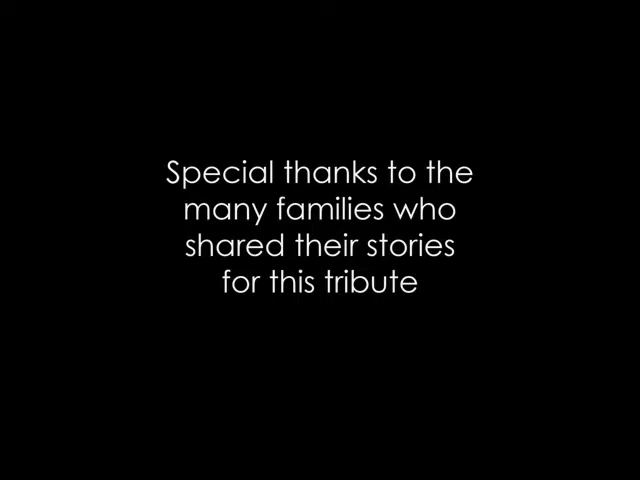 Special thanks to the
many families who
shared their stories
for this tribute